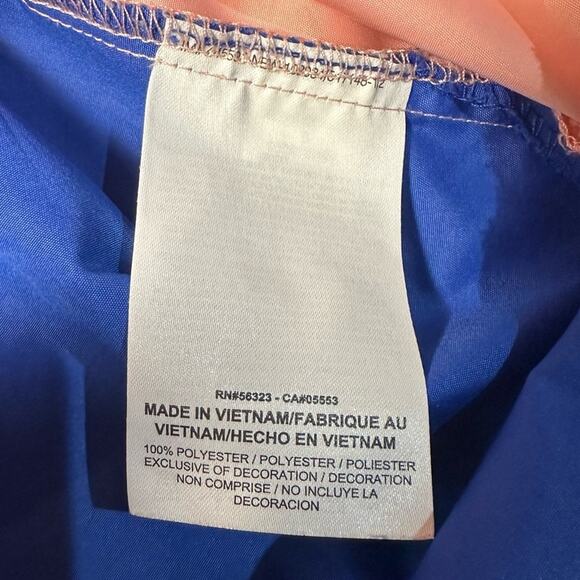 RN#56323 - CA#05553
MADE IN VIETNAM/FABRIQUE AU
VIETNAM/HECHO EN VIETNAM
100% POLYESTER / POLYESTER / POLIESTER
EXCLUSIVE OF DECORATION / DECORATION
NON COMPRISE / NO INCLUYE LA
DECORACION